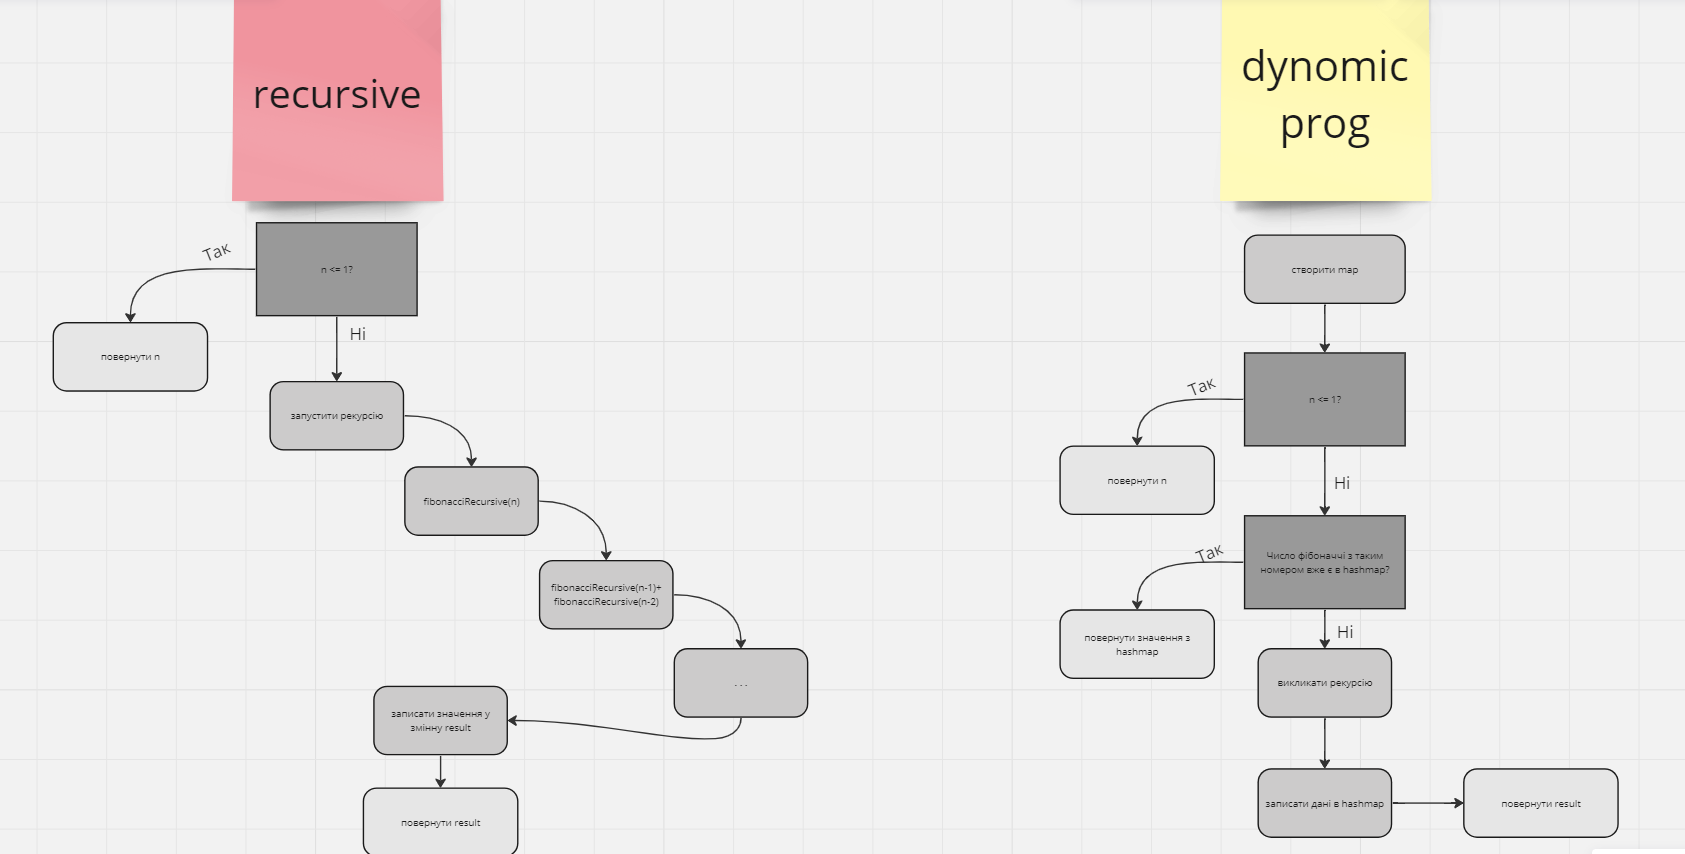 recursive
Так
n <= 1?
Ні
повернути n
запустити рекурсію
fibonacciRecursive(n)
fibonacciRecursive(n-1)+
fibonacciRecursive(n-2)
...
записати значення у
змінну result
повернути result
dynomic
prog
створити map
Так
n <= 1?
повернути n
Ні
Так
Число фібоначчі з таким
номером вже є в hashmap?
повернути значення з
hashmap
Ні
викликати рекурсію
записати дані в hashmap
повернути result